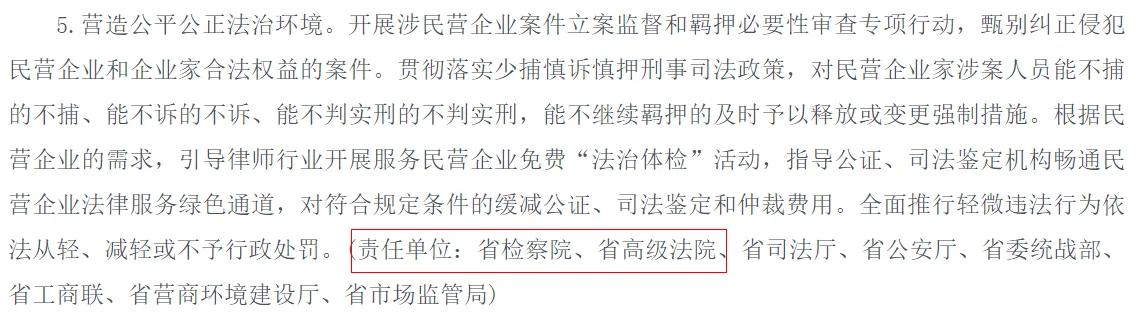 5.营造公平公正法治环境。开展涉民营企业案件立案监督和羁押必要性审查专项行动，甄别纠正侵犯
民营企业和企业家合法权益的案件。贯彻落实少捕慎诉慎押刑事司法政策，对民营企业家涉案人员能不捕
的不捕、能不诉的不诉、能不判实刑的不判实刑，能不继续羁押的及时予以释放或变更强制措施。根据民
营企业的需求，引导律师行业开展服务民营企业免费“法治体检”活动，指导公证、司法鉴定机构畅通民
营企业法律服务绿色通道，对符合规定条件的缓减公证、司法鉴定和仲裁费用。全面推行轻微违法行为依
法从轻、减轻或不予行政处罚。(责任单位：省检察院、省高级法院、省司法厅、省公安厅、省委统战部、
省工商联、省营商环境建设厅、省市场监管局)